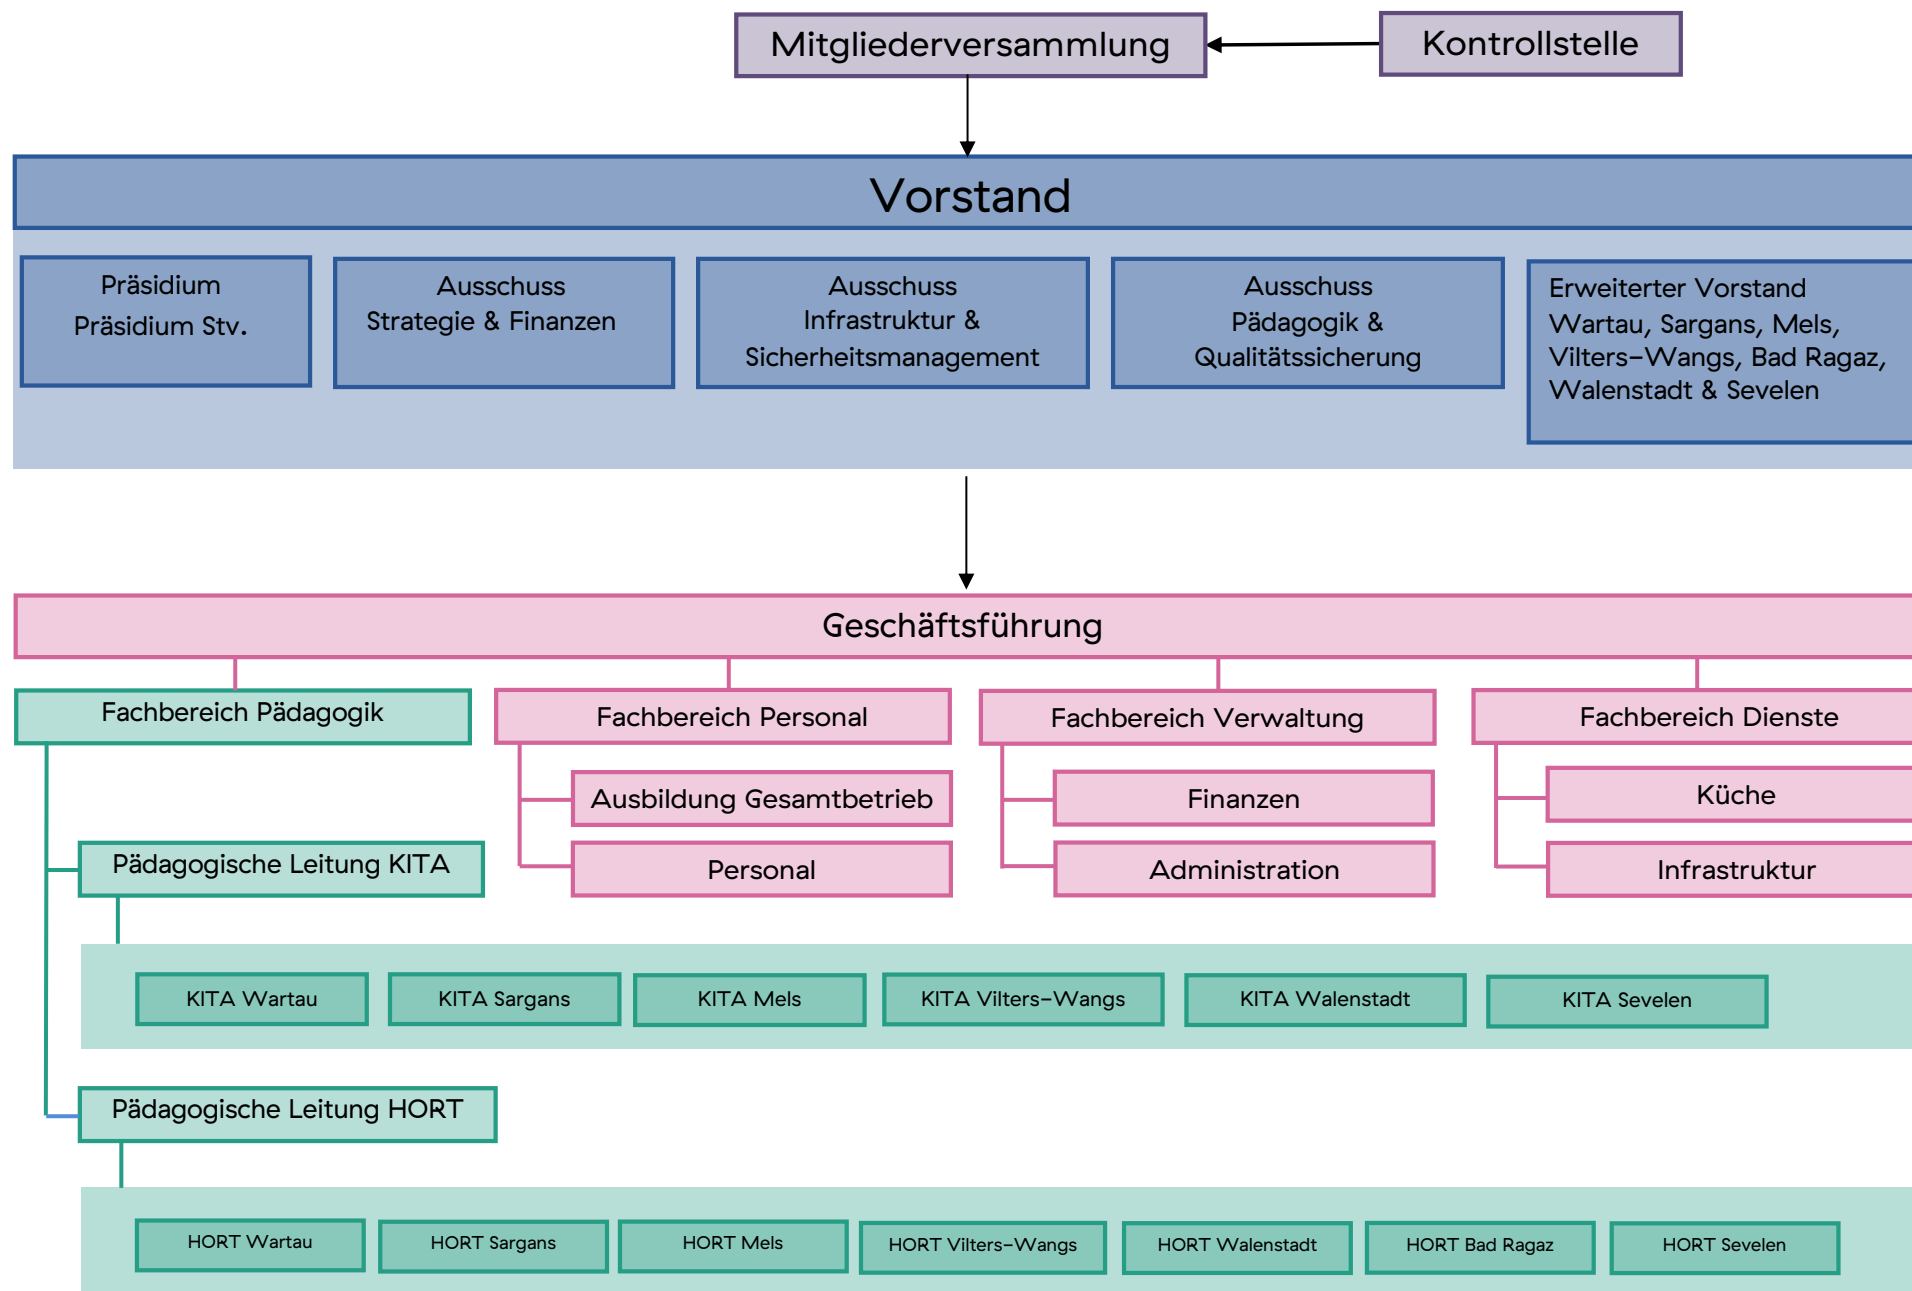 Mitgliederversammlung
Kontrollstelle
Vorstand
Präsidium
Präsidium Stv.
Ausschuss
Strategie & Finanzen
Ausschuss
Infrastruktur &
Sicherheitsmanagement
Ausschuss
Pädagogik &
Qualitätssicherung
Erweiterter Vorstand
Wartau, Sargans, Mels,
Vilters-Wangs, Bad Ragaz,
Walenstadt & Sevelen
Geschäftsführung
Fachbereich Pädagogik
Fachbereich Personal
Fachbereich Verwaltung
Fachbereich Dienste
Ausbildung Gesamtbetrieb
Finanzen
Küche
Pädagogische Leitung KITA
Personal
Administration
Infrastruktur
KITA Wartau
KITA Sargans
KITA Mels
KITA Vilters-Wangs
KITA Walenstadt
KITA Sevelen
Pädagogische Leitung HORT
HORT Wartau
HORT Sargans
HORT Mels
HORT Vilters-Wangs
HORT Walenstadt
HORT Bad Ragaz
HORT Sevelen